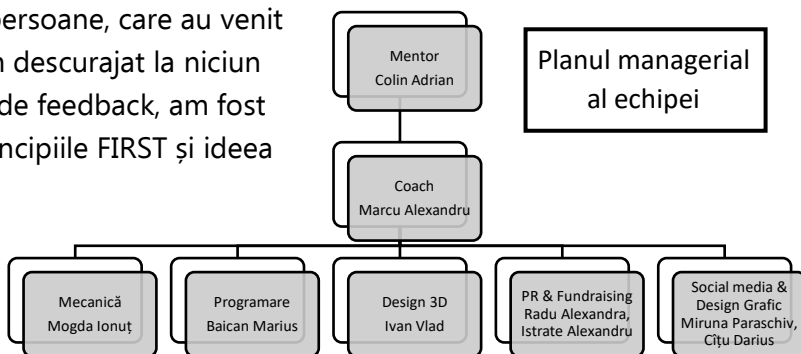 persoane, care au venit
descurajat la niciun
de feedback, am fost
FIRST și ideea
Planul managerial
al echipei
Mentor
Colin Adrian
Coach
Marcu Alexandru
Mecanică
Mogda Ionuț
Programare
Baican Marius
Design 3D
Ivan Vlad
PR & Fundraising
Radu Alexandra,
Istrate Alexandru
Social media &
Design Grafic
Miruna Paraschiv,
Cîțu Darius